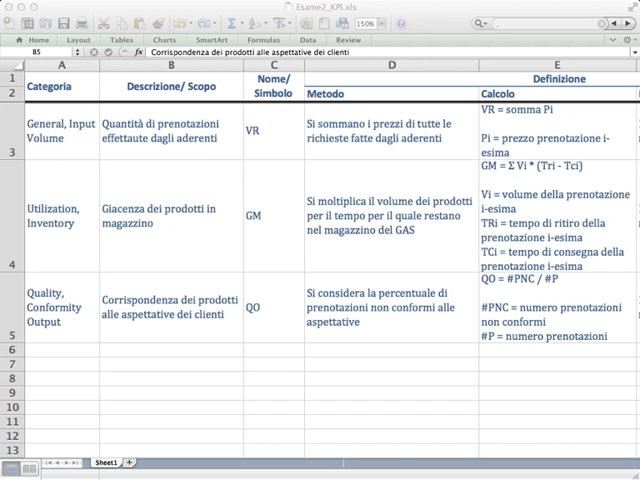 Esame2_KPI.xls
150%
Home Layout Tables Charts SmartArt Formulas Data Review
B5 fx Corrispondenza dei prodotti alle aspettative dei clienti
A B C D E
1 Categoria Descrizione/ Scopo Nome/ Simbolo Definizione
2 Metodo Calcolo
3 General, Input
Volume
Quantità di prenotazioni
effettaute dagli aderenti
VR
Si sommano i prezzi di tutte le
richieste fatte dagli aderenti
VR = somma Pi
Pi = prezzo prenotazione i-
esima
4 Utilization,
Inventory
Giacenza dei prodotti in
magazzino
GM
Si moltiplica il volume dei prodotti
per il tempo per il quale restano
nel magazzino del GAS
GM = Σ Vi * (Tri - Tci)
Vi = volume della prenotazione
i-esima
TRi = tempo di ritiro della
prenotazione i-esima
TCi = tempo di consegna della
prenotazione i-esima
5 Quality,
Conformity
Output
Corrispondenza dei prodotti
alle aspettative dei clienti
QO
Si considera la percentuale di
prenotazioni non conformi alle
aspettative
QO = #PNC / #P
#PNC = numero prenotazioni
non conformi
#P = numero prenotazioni
6
7
8
9
10
11
12
13
Sheet1